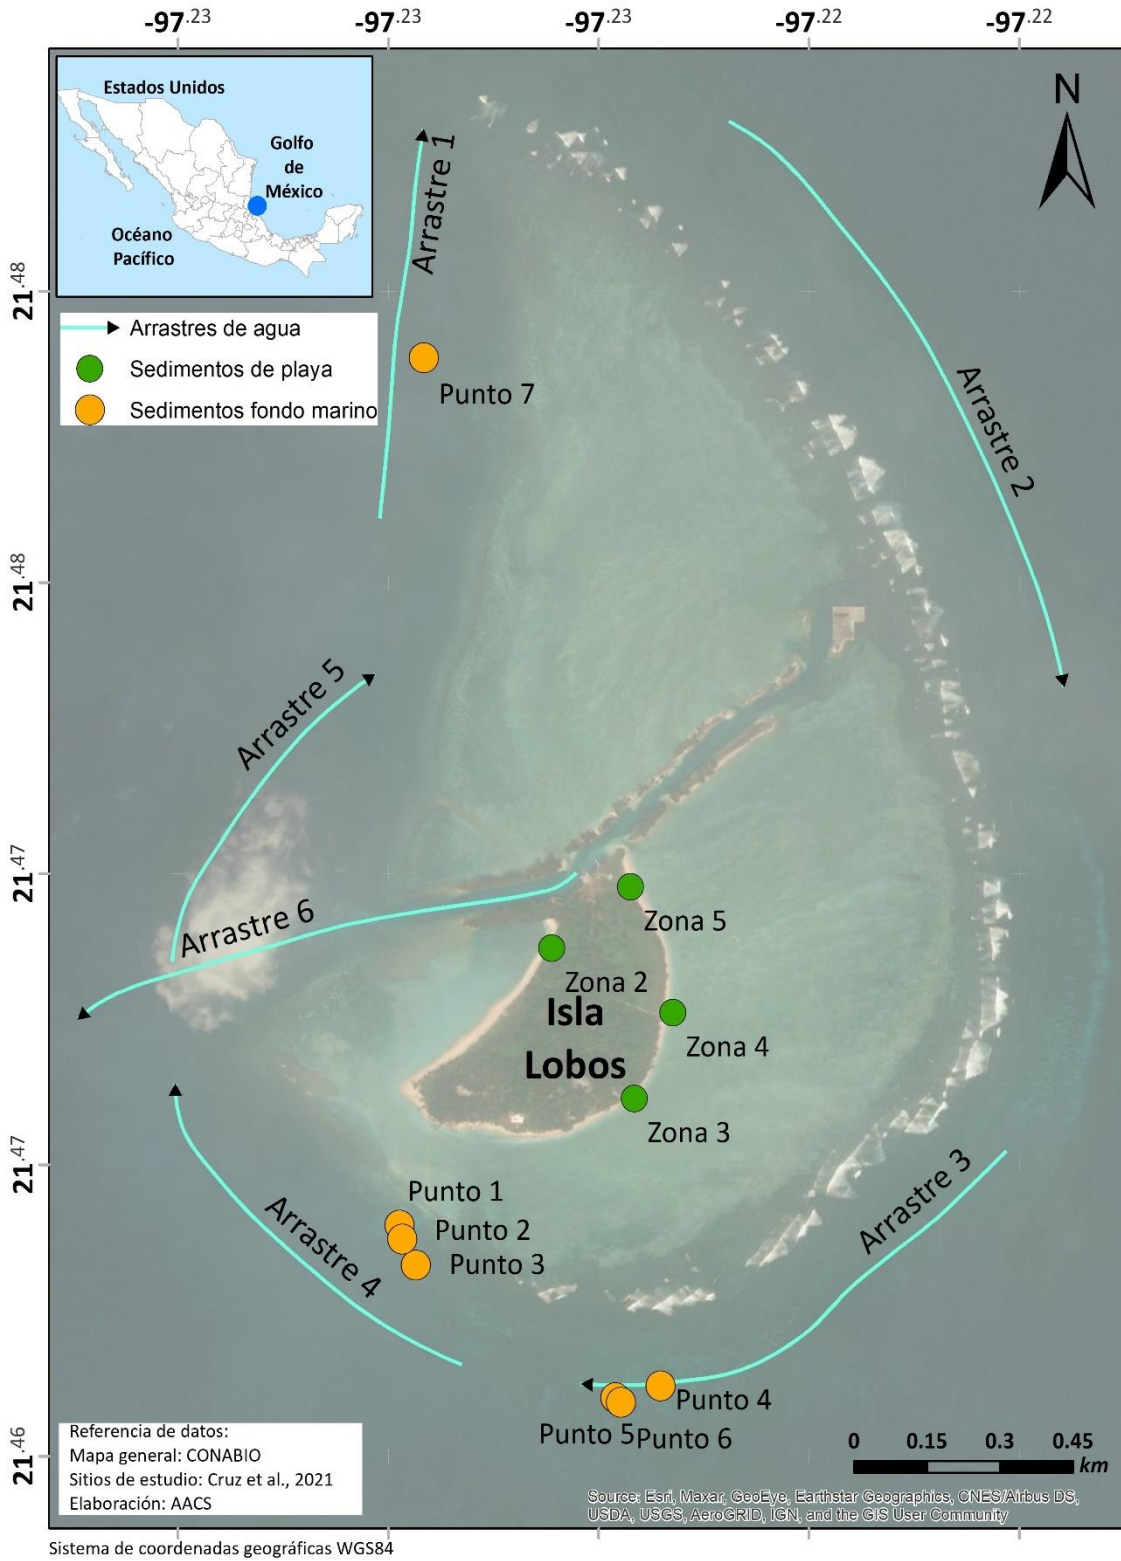 -97.23
-97.23
-97.23
-97.22
-97.22
Estados Unidos
Golfo
de
México
Océano
Pacífico
N
Arrastre 1
21.48
Arrastres de agua
Sedimentos de playa
Sedimentos fondo marino
Punto 7
Arrastre 2
21.48
Arrastre 5
21.47
Arrastre 6
Zona 5
Zona 2
Isla
Lobos
Zona 4
Zona 3
21.47
Arrastre 3
Punto 1
Punto 2
Punto 3
Arrastre 4
Punto 4
Punto 5
Punto 6
21.46
Referencia de datos:
Mapa general: CONABIO
Sitios de estudio: Cruz et al., 2021
Elaboración: AACS
0 0.15 0.3 0.45
km
Source: Esri, Maxar, GeoEye, Earthstar Geographics, CNES/Airbus DS,
USDA, USGS, AeroGRID, IGN, and the GIS User Community
Sistema de coordenadas geográficas WGS84